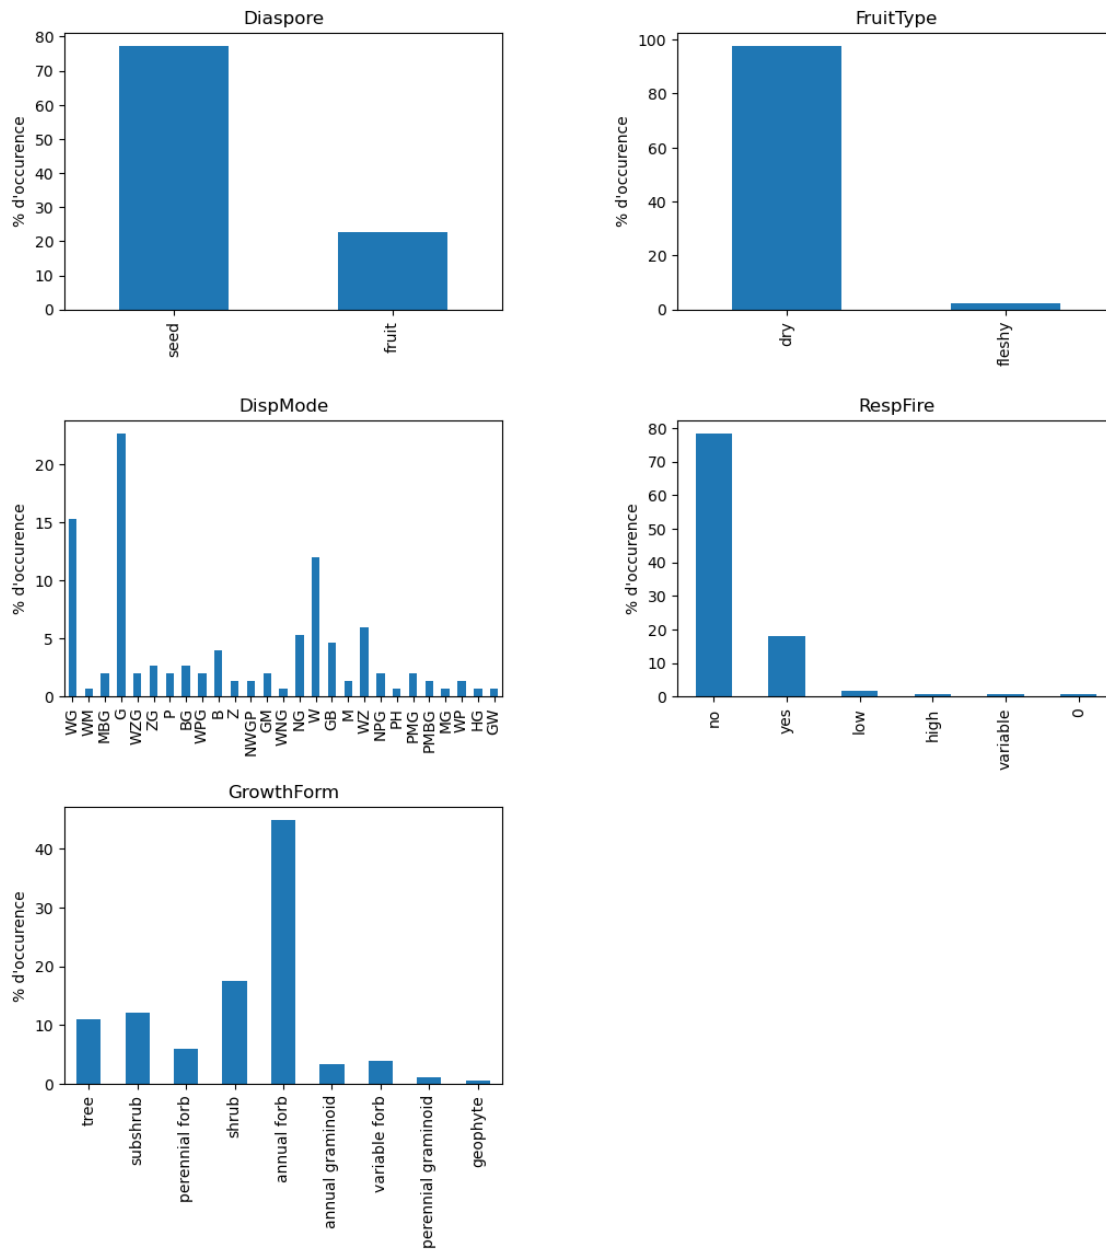 Diaspore
% d'occurence
80
70
60
50
40
30
20
10
0
seed
fruit
FruitType
% d'occurence
100
80
60
40
20
0
dry
fleshy
DispMode
% d'occurence
20
15
10
5
0
WG
WM
MBG
G
WZG
ZG
P
BG
WPG
B
Z
NWGP
GM
WNG
NG
W
GB
M
WZ
NPG
PH
PMG
PMBG
MG
WP
HG
GW
RespFire
% d'occurence
80
70
60
50
40
30
20
10
0
no
yes
low
high
variable
0
GrowthForm
% d'occurence
40
30
20
10
0
tree
subshrub
perennial forb
shrub
annual forb
annual graminoid
variable forb
perennial graminoid
geophyte